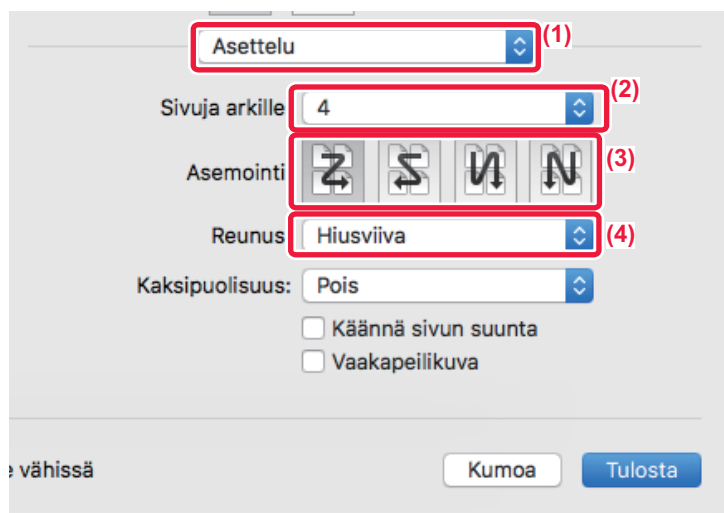 Asettelu (1)
Sivuja arkille 4 (2)
Asemointi (3)
Reunus Hiusviiva (4)
Kaksipuolisuus: Pois
Käännä sivun suunta
Vaakapeilikuva
vähissä Kumoa Tulosta